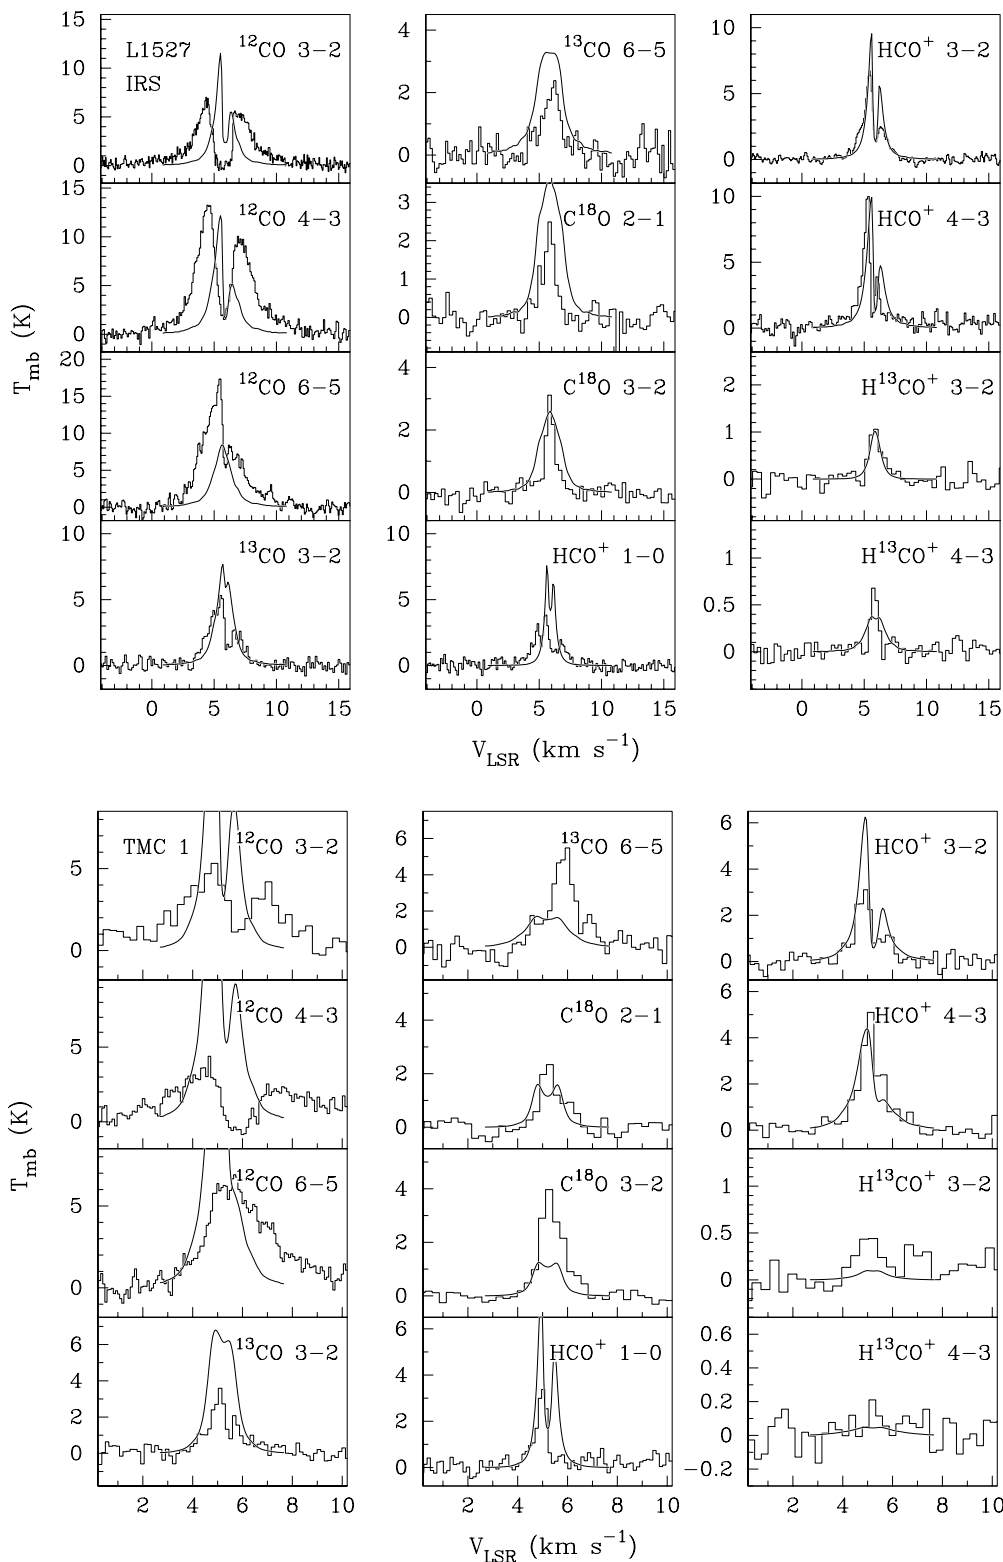 L1527
IRS
¹²CO 3−2
15
10
5
0
¹²CO 4−3
15
10
5
0
¹²CO 6−5
20
15
10
5
0
¹³CO 3−2
10
5
0
0 5 10 15
¹³CO 6−5
4
2
0
C¹⁸O 2−1
3
2
1
0
C¹⁸O 3−2
4
2
0
HCO⁺ 1−0
10
5
0
0 5 10 15
HCO⁺ 3−2
10
5
0
HCO⁺ 4−3
10
5
0
H¹³CO⁺ 3−2
2
1
0
H¹³CO⁺ 4−3
1
0.5
0
0 5 10 15
T_mb (K)
V_LSR (km s⁻¹)
TMC 1
¹²CO 3−2
5
0
¹²CO 4−3
5
0
¹²CO 6−5
5
0
¹³CO 3−2
6
4
2
0
2 4 6 8 10
¹³CO 6−5
6
4
2
0
C¹⁸O 2−1
4
2
0
C¹⁸O 3−2
4
2
0
HCO⁺ 1−0
6
4
2
0
2 4 6 8 10
HCO⁺ 3−2
6
4
2
0
HCO⁺ 4−3
6
4
2
0
H¹³CO⁺ 3−2
1
0.5
0
H¹³CO⁺ 4−3
0.6
0.4
0.2
0
−0.2
2 4 6 8 10
T_mb (K)
V_LSR (km s⁻¹)